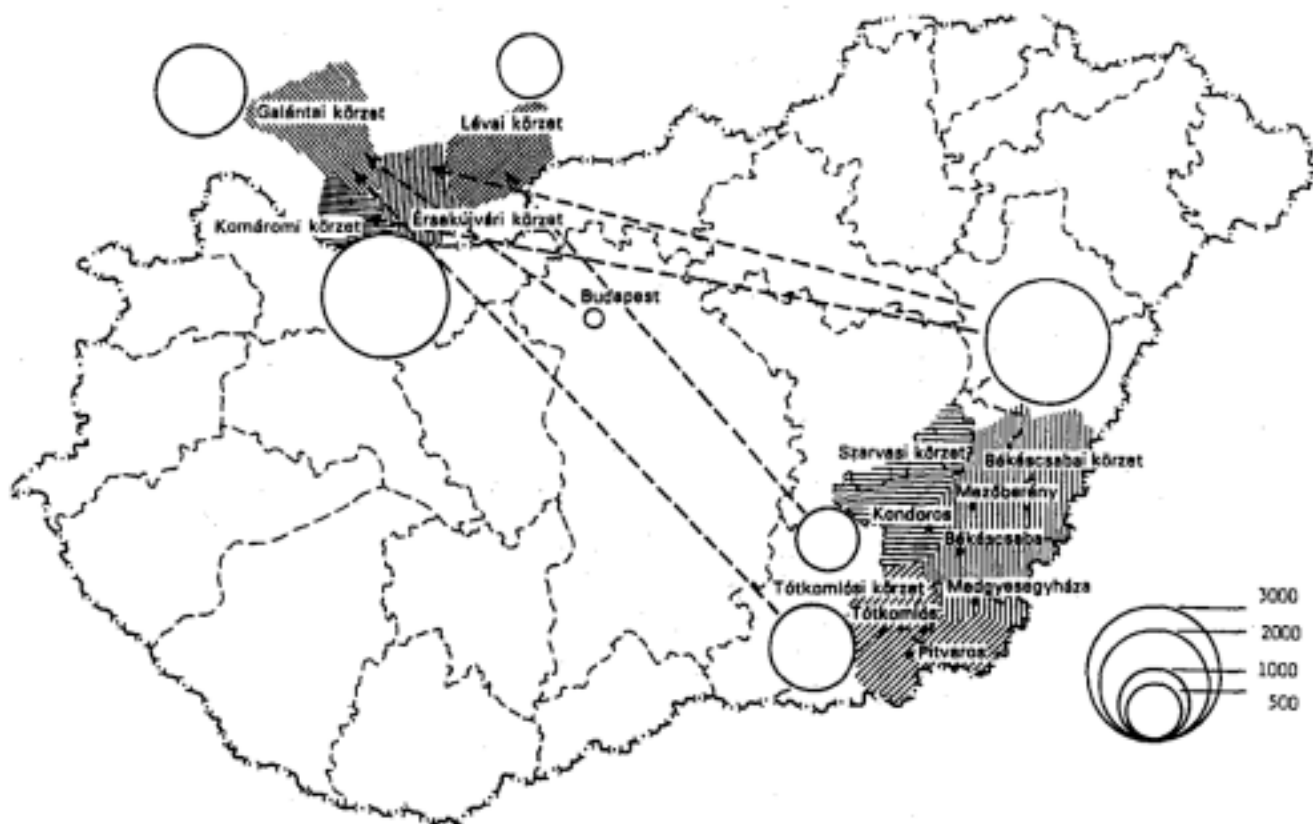 Galántai körzet
Lévai körzet
Komáromi körzet
Érsekújvári körzet
Budapest
Szarvasi körzet
Békéscsabai körzet
Mezőberény
Kondoros
Békéscsaba
Tótkomlósi körzet
Medgyesegyháza
Tótkomlós
Pitvaros
3000
2000
1000
500